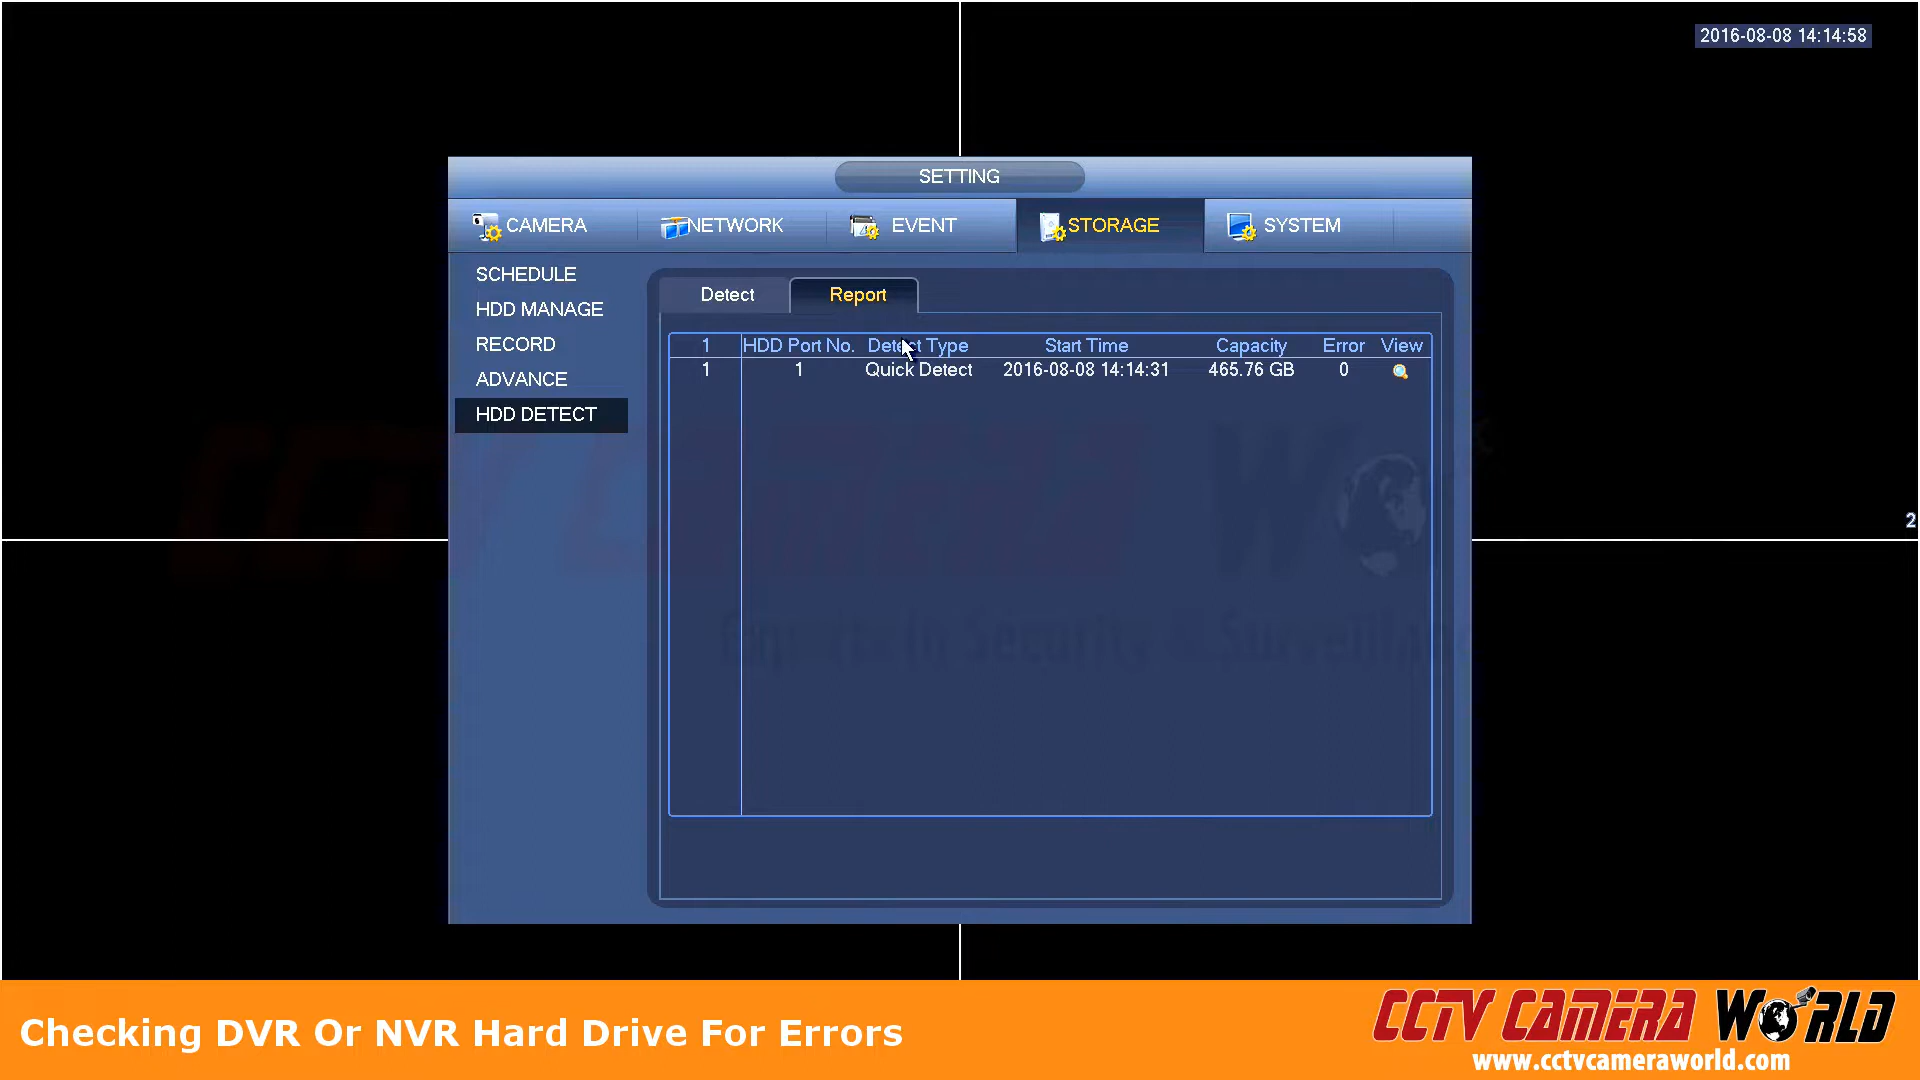 2016-08-08 14:14:58
SETTING
CAMERA NETWORK EVENT STORAGE SYSTEM
SCHEDULE
HDD MANAGE
RECORD
ADVANCE
HDD DETECT
Detect Report
1 HDD Port No. Detect Type Start Time Capacity Error View
1 1 Quick Detect 2016-08-08 14:14:31 465.76 GB 0
2
Security & Surveillance
Checking DVR Or NVR Hard Drive For Errors
CCTV CAMERA WORLD
www.cctvcameraworld.com